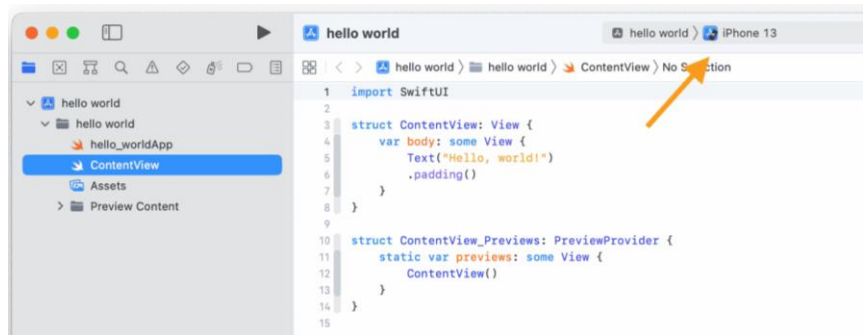 hello world
hello world 〉 iPhone 13
hello world 〉 hello world 〉 ContentView 〉 No S ction
hello world
hello world
hello_worldApp
ContentView
Assets
Preview Content
1 import SwiftUI
2
3 struct ContentView: View {
4 var body: some View {
5 Text("Hello, world!")
6 .padding()
7 }
8 }
9
10 struct ContentView_Previews: PreviewProvider {
11 static var previews: some View {
12 ContentView()
13 }
14 }
15